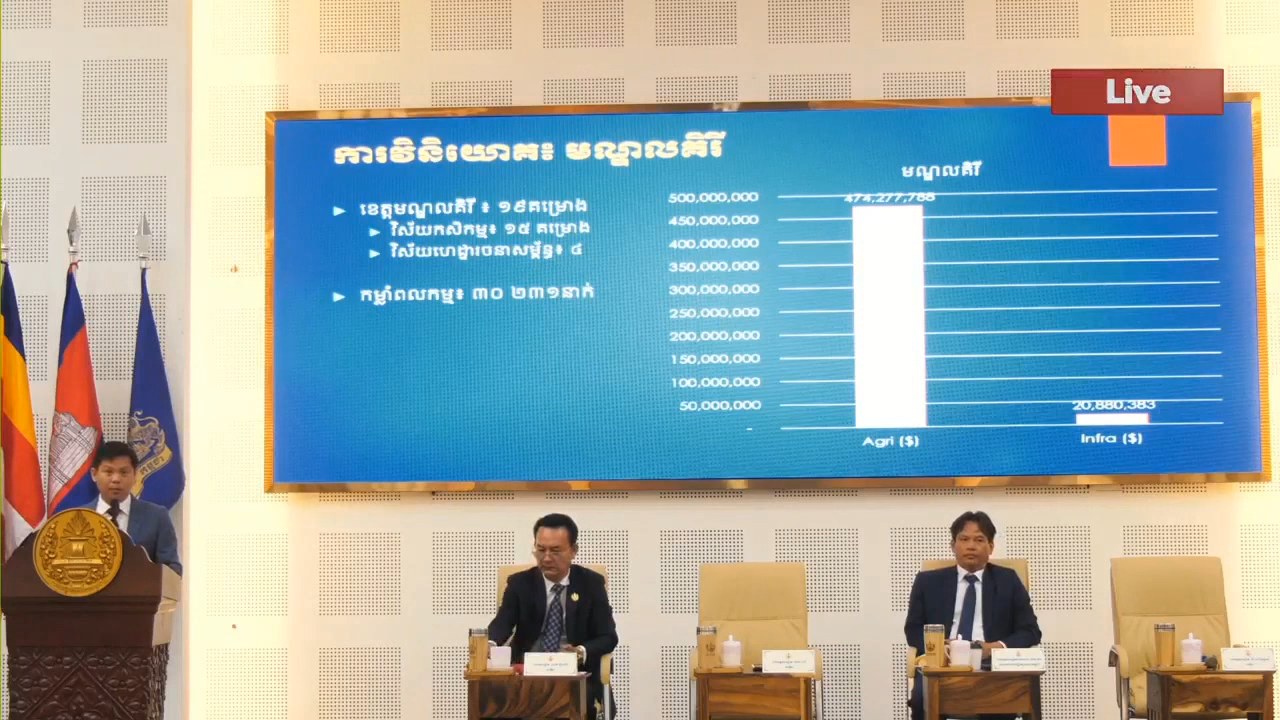 Live
ការវិនិយោគ៖ មណ្ឌលគិរី
ខេត្តមណ្ឌលគិរី ៖ ១៩គម្រោង
វិស័យកសិកម្ម៖ ១៥ គម្រោង
វិស័យហេដ្ឋារចនាសម្ព័ន្ធ៖ ៤
កម្លាំពលកម្ម៖ ៣០ ២៣១នាក់
មណ្ឌលគិរី
500,000,000
450,000,000
400,000,000
350,000,000
300,000,000
250,000,000
200,000,000
150,000,000
100,000,000
50,000,000
-
474,277,788
20,880,383
Agri ($)
Infra ($)